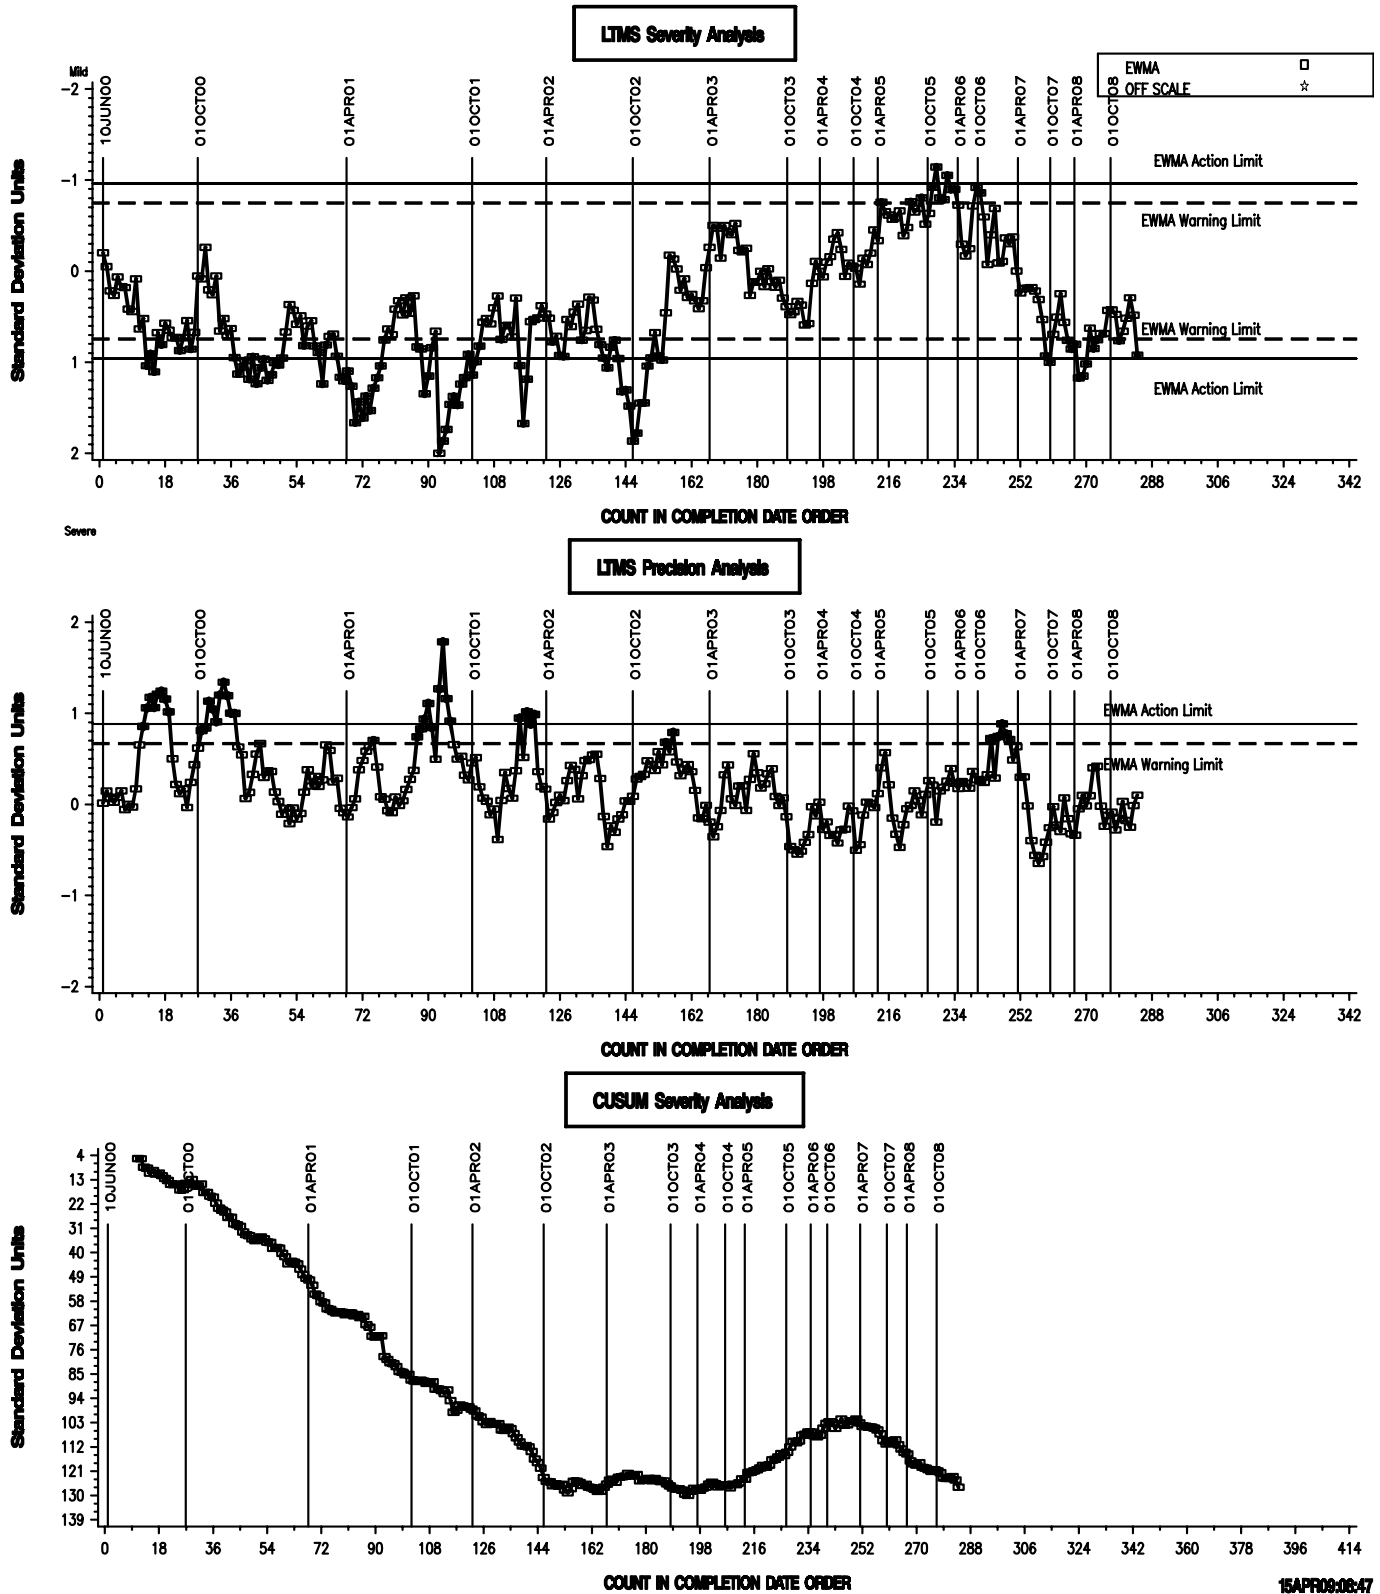 LTMS Severity Analysis
EWMA
OFF SCALE
Mild
-2
-1
0
1
2
Standard Deviation Units
10JUN00
01OCT00
01APR01
01OCT01
01APR02
01OCT02
01APR03
01OCT03
01APR04
01OCT04
01APR05
01OCT05
01APR06
01OCT06
01APR07
01OCT07
01APR08
01OCT08
EWMA Action Limit
EWMA Warning Limit
EWMA Warning Limit
EWMA Action Limit
0 18 36 54 72 90 108 126 144 162 180 198 216 234 252 270 288 306 324 342
COUNT IN COMPLETION DATE ORDER
Severe
LTMS Precision Analysis
2
1
0
-1
-2
Standard Deviation Units
10JUN00
01OCT00
01APR01
01OCT01
01APR02
01OCT02
01APR03
01OCT03
01APR04
01OCT04
01APR05
01OCT05
01APR06
01OCT06
01APR07
01OCT07
01APR08
01OCT08
EWMA Action Limit
EWMA Warning Limit
0 18 36 54 72 90 108 126 144 162 180 198 216 234 252 270 288 306 324 342
COUNT IN COMPLETION DATE ORDER
CUSUM Severity Analysis
4
13
22
31
40
49
58
67
76
85
94
103
112
121
130
139
Standard Deviation Units
10JUN00
01OCT00
01APR01
01OCT01
01APR02
01OCT02
01APR03
01OCT03
01APR04
01OCT04
01APR05
01OCT05
01APR06
01OCT06
01APR07
01OCT07
01APR08
01OCT08
0 18 36 54 72 90 108 126 144 162 180 198 216 234 252 270 288 306 324 342 360 378 396 414
COUNT IN COMPLETION DATE ORDER
15APR09:08:47